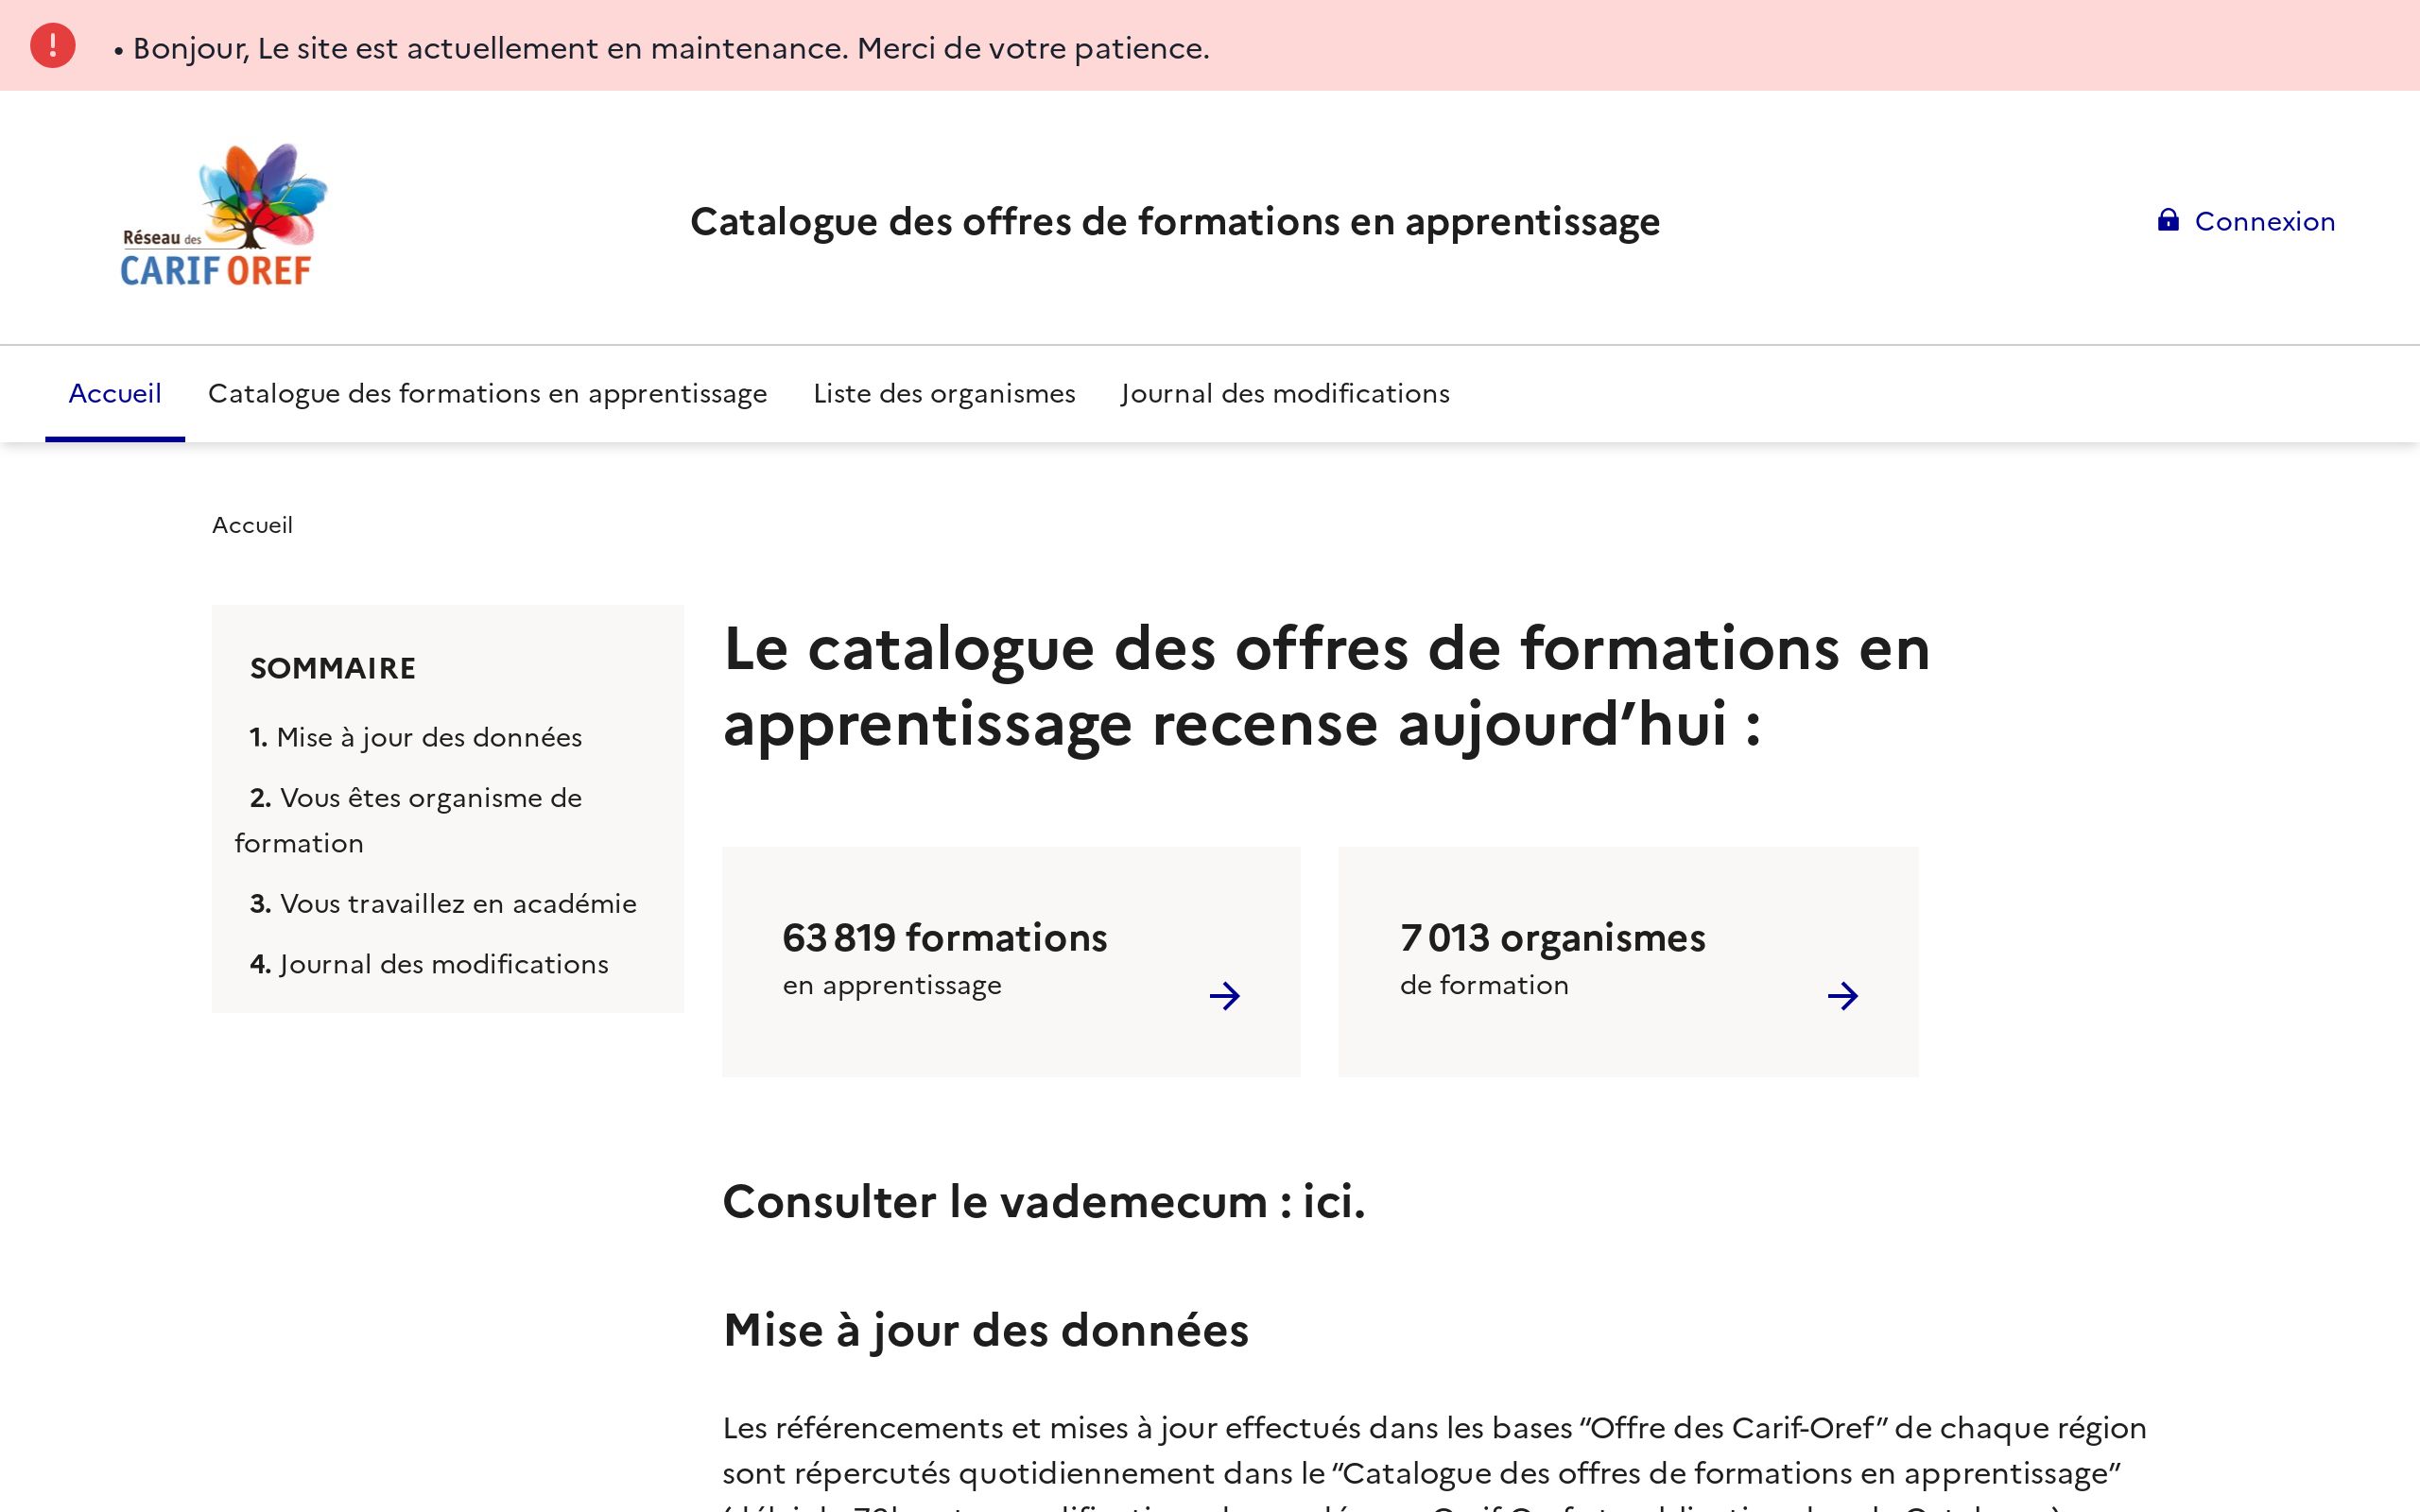 • Bonjour, Le site est actuellement en maintenance. Merci de votre patience.
Réseau des
CARIF OREF
Catalogue des offres de formations en apprentissage
Connexion
Accueil
Catalogue des formations en apprentissage
Liste des organismes
Journal des modifications
Accueil
SOMMAIRE
1. Mise à jour des données
2. Vous êtes organisme de
formation
3. Vous travaillez en académie
4. Journal des modifications
Le catalogue des offres de formations en
apprentissage recense aujourd’hui :
63 819 formations
en apprentissage
7 013 organismes
de formation
Consulter le vademecum : ici.
Mise à jour des données
Les référencements et mises à jour effectués dans les bases “Offre des Carif-Oref” de chaque région
sont répercutés quotidiennement dans le “Catalogue des offres de formations en apprentissage”